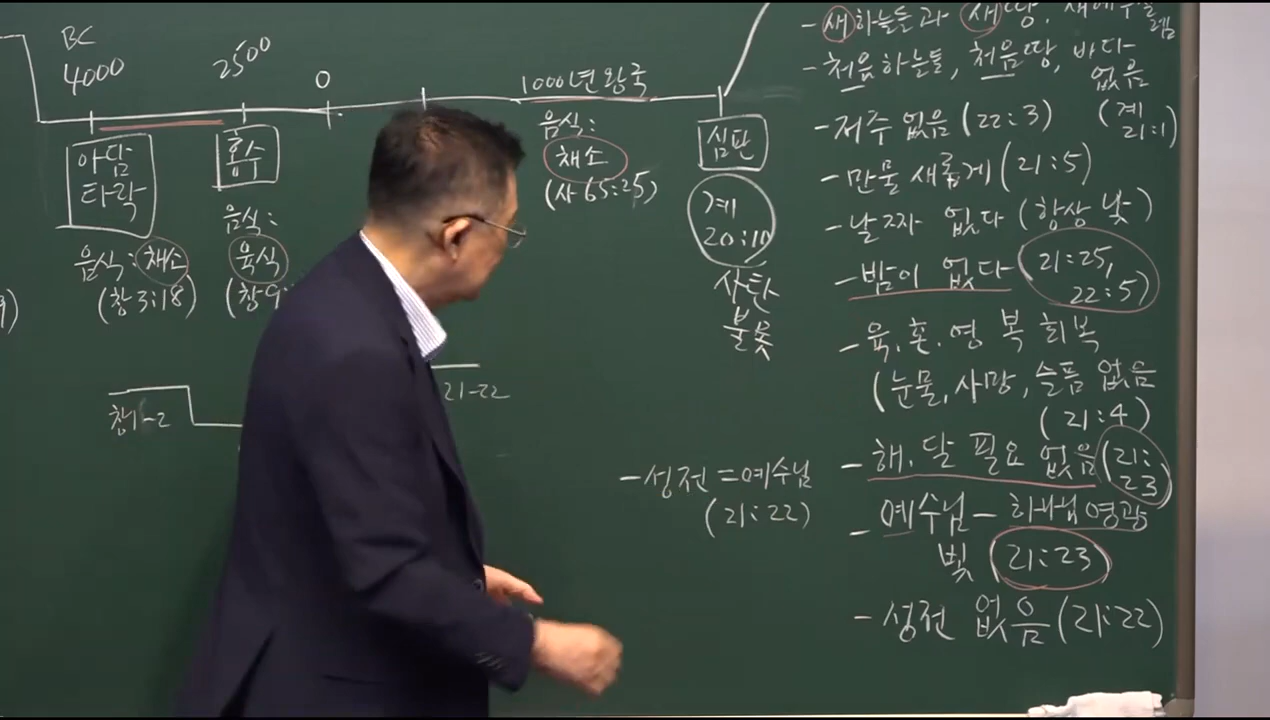 BC
4000
2500
0
1000년 왕국
아담
타락
홍수
음식:
채소
(사 65:25)
심판
음식: 채소
(창 3:18)
음식:
육식
(창 9:
9)
계
20:10
사탄
불못
창1~2
21-22
- 성전 = 예수님
(21:22)
- 새하늘들과 새땅, 새예루살렘
- 처음하늘들, 처음땅, 바다
없음
(계
21:1)
- 저주 없음 (22:3)
- 만물 새롭게 (21:5)
- 날짜 없다 (항상 낮)
- 밤이 없다
21:25,
22:5)
- 육.혼.영 복 회복
(눈물,사망,슬픔 없음
(21:4)
- 해.달 필요 없음 (21:
23)
- 예수님 - 하나님 영광
빛 21:23
- 성전 없음 (21:22)